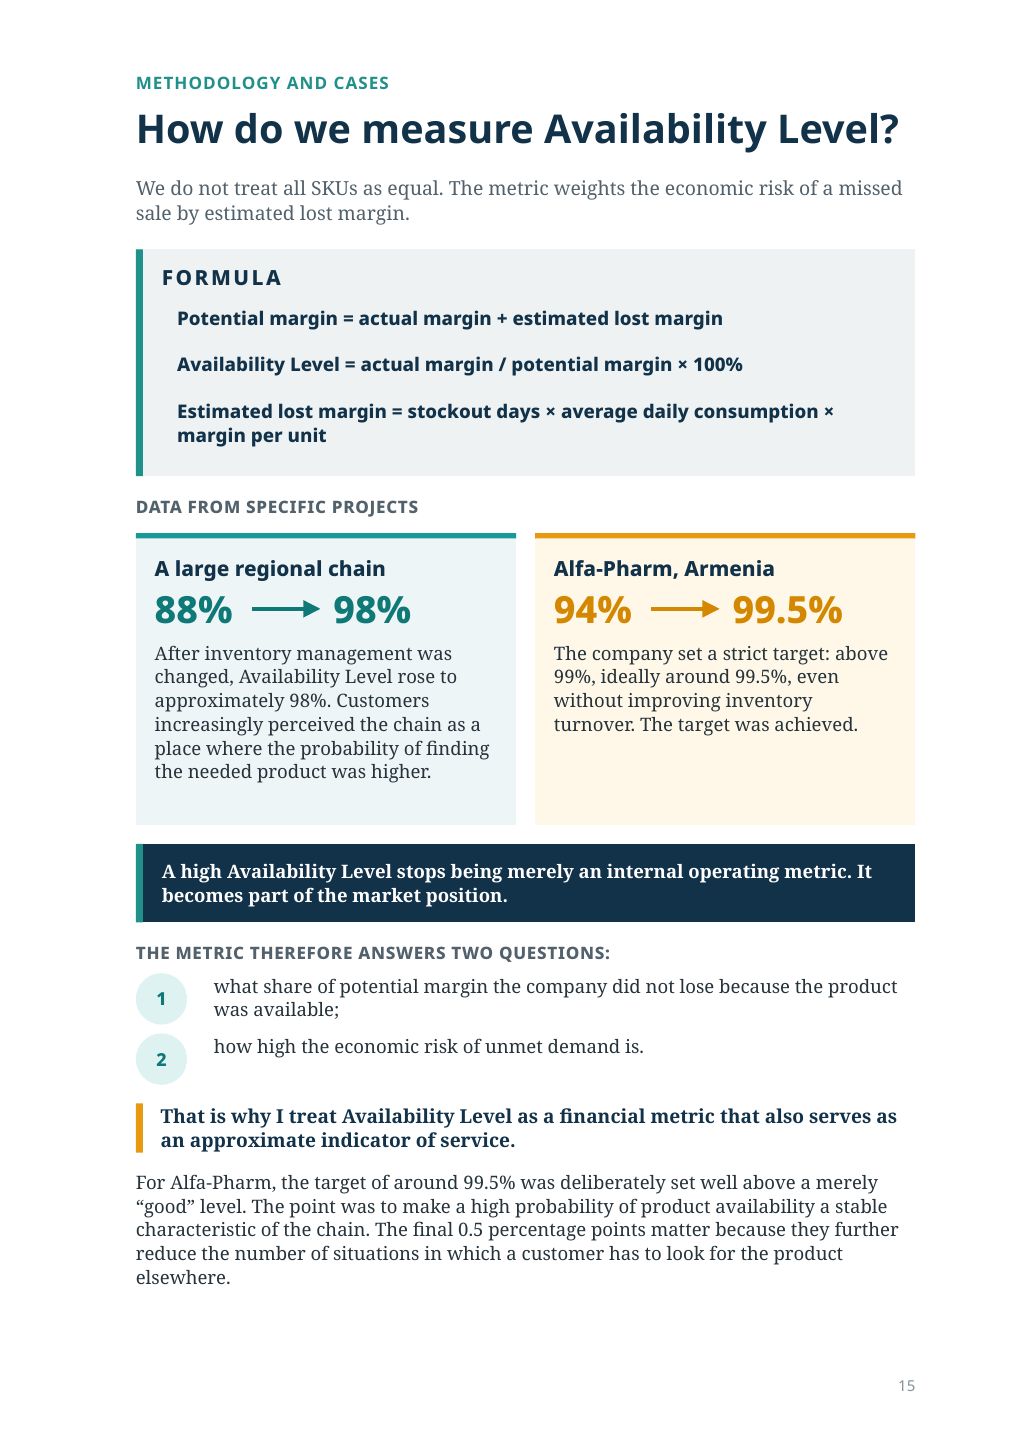 METHODOLOGY AND CASES
How do we measure Availability Level?
We do not treat all SKUs as equal. The metric weights the economic risk of a missed
sale by estimated lost margin.
FORMULA
Potential margin = actual margin + estimated lost margin
Availability Level = actual margin / potential margin × 100%
Estimated lost margin = stockout days × average daily consumption ×
margin per unit
DATA FROM SPECIFIC PROJECTS
A large regional chain
88% → 98%
After inventory management was
changed, Availability Level rose to
approximately 98%. Customers
increasingly perceived the chain as a
place where the probability of finding
the needed product was higher.
Alfa-Pharm, Armenia
94% → 99.5%
The company set a strict target: above
99%, ideally around 99.5%, even
without improving inventory
turnover. The target was achieved.
A high Availability Level stops being merely an internal operating metric. It
becomes part of the market position.
THE METRIC THEREFORE ANSWERS TWO QUESTIONS:
1 what share of potential margin the company did not lose because the product
was available;
2 how high the economic risk of unmet demand is.
That is why I treat Availability Level as a financial metric that also serves as
an approximate indicator of service.
For Alfa-Pharm, the target of around 99.5% was deliberately set well above a merely
“good” level. The point was to make a high probability of product availability a stable
characteristic of the chain. The final 0.5 percentage points matter because they further
reduce the number of situations in which a customer has to look for the product
elsewhere.
15